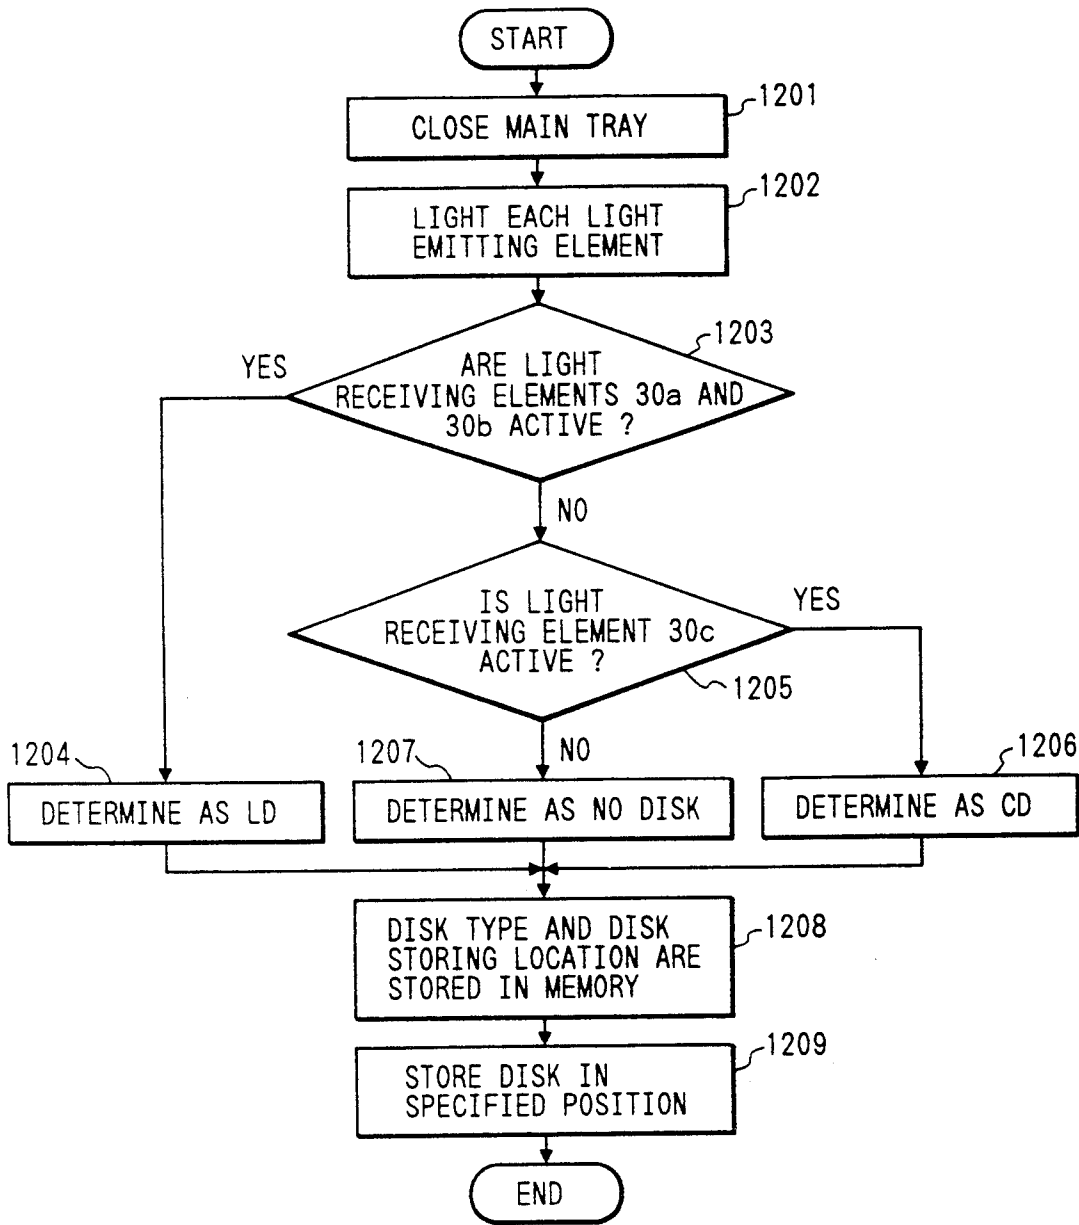 START
1201
CLOSE MAIN TRAY
1202
LIGHT EACH LIGHT
EMITTING ELEMENT
1203
YES
ARE LIGHT
RECEIVING ELEMENTS 30a AND
30b ACTIVE ?
NO
IS LIGHT
RECEIVING ELEMENT 30c
ACTIVE ?
YES
1205
1204
DETERMINE AS LD
1207
NO
DETERMINE AS NO DISK
1206
DETERMINE AS CD
DISK TYPE AND DISK
STORING LOCATION ARE
STORED IN MEMORY
1208
STORE DISK IN
SPECIFIED POSITION
1209
END